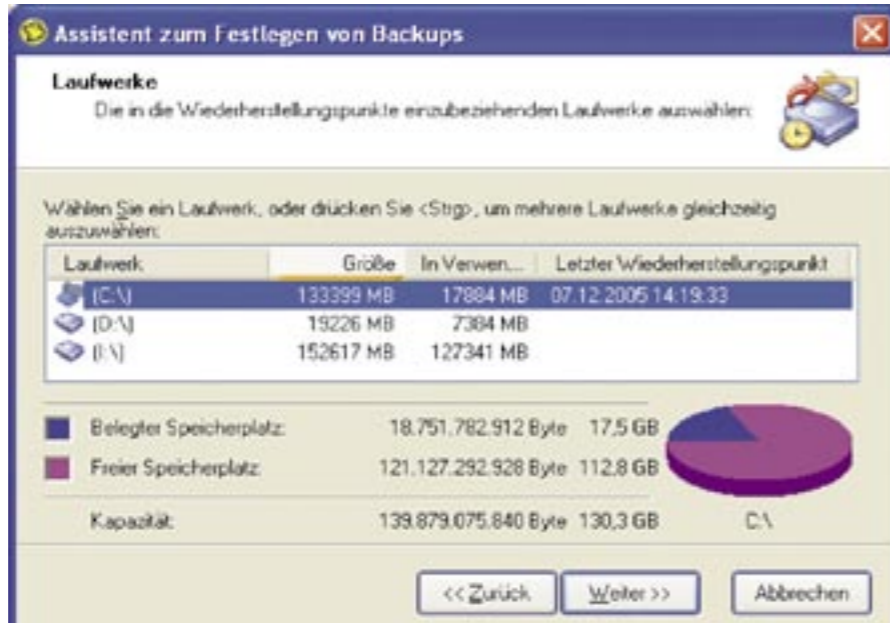 Assistent zum Festlegen von Backups
Laufwerke
Die in die Wiederherstellungspunkte einzubeziehenden Laufwerke auswählen:
Wählen Sie ein Laufwerk, oder drücken Sie <Strg>, um mehrere Laufwerke gleichzeitig
auszuwählen:
Laufwerk Größe In Verwen... Letzter Wiederherstellungspunkt
(C:\) 133399 MB 17884 MB 07.12.2005 14:19:33
(D:\) 19226 MB 7384 MB
(I:\) 152617 MB 127341 MB
Belegter Speicherplatz: 18.751.782.912 Byte 17,5 GB
Freier Speicherplatz: 121.127.292.928 Byte 112,8 GB
Kapazität: 139.879.075.840 Byte 130,3 GB C:\
<< Zurück Weiter >> Abbrechen